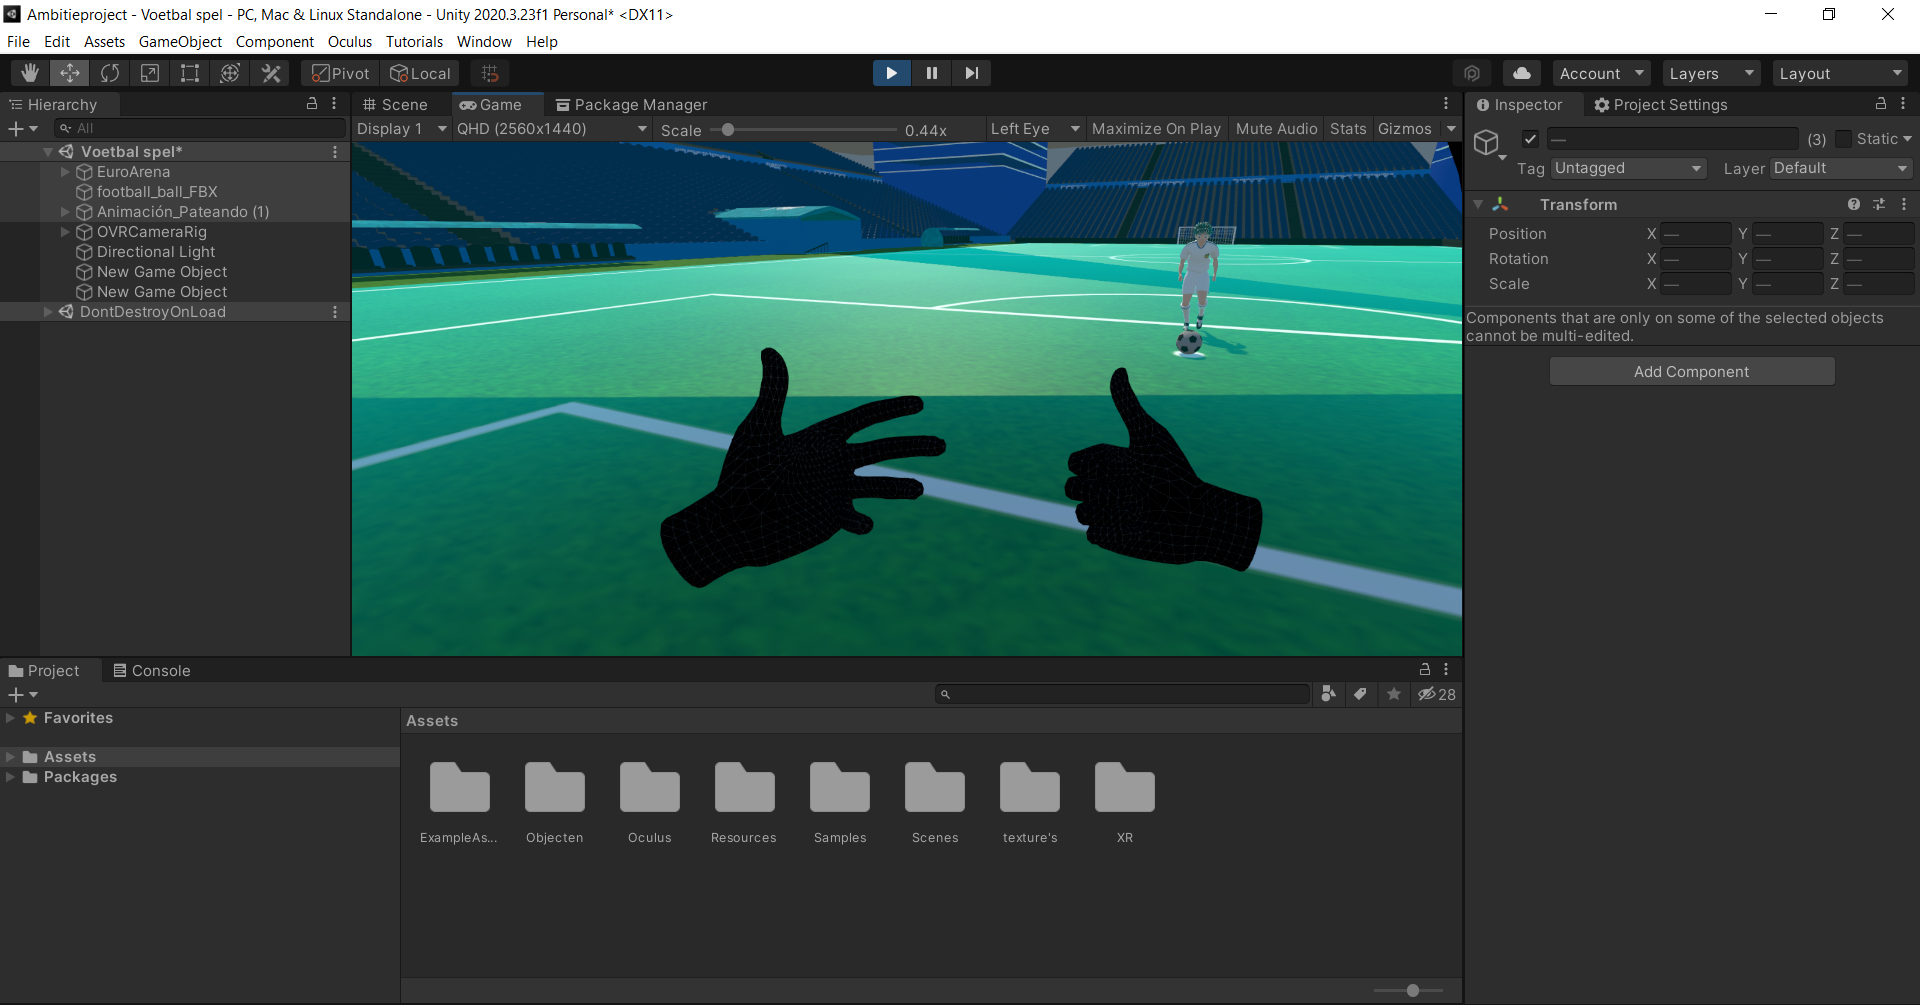 Ambitieproject - Voetbal spel - PC, Mac & Linux Standalone - Unity 2020.3.23f1 Personal* <DX11>
File Edit Assets GameObject Component Oculus Tutorials Window Help
Pivot Local Account Layers Layout
Hierarchy
All
Voetbal spel*
EuroArena
football_ball_FBX
Animación_Pateando (1)
OVRCameraRig
Directional Light
New Game Object
New Game Object
DontDestroyOnLoad
Scene Game Package Manager
Display 1 QHD (2560x1440) Scale 0.44x Left Eye Maximize On Play Mute Audio Stats Gizmos
Inspector Project Settings
— (3) Static
Tag Untagged Layer Default
Transform
Position X — Y — Z —
Rotation X — Y — Z —
Scale X — Y — Z —
Components that are only on some of the selected objects
cannot be multi-edited.
Add Component
Project Console
28
Favorites
Assets
Packages
Assets
ExampleAs... Objecten Oculus Resources Samples Scenes texture's XR